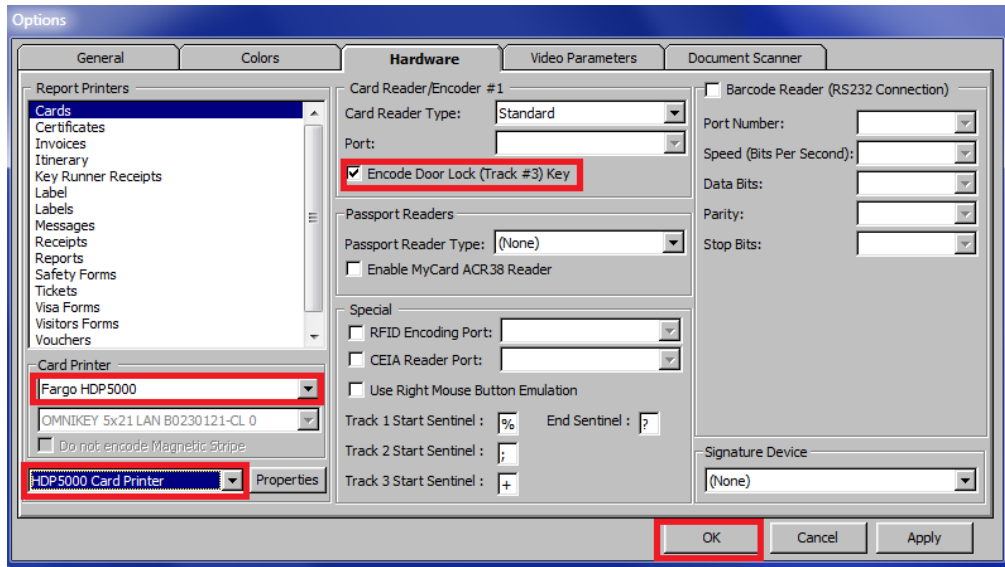 Options
General
Colors
Hardware
Video Parameters
Document Scanner
Report Printers
Cards
Certificates
Invoices
Itinerary
Key Runner Receipts
Label
Labels
Messages
Receipts
Reports
Safety Forms
Tickets
Visa Forms
Visitors Forms
Vouchers
Card Printer
Fargo HDP5000
OMNIKEY 5x21 LAN B0230121-CL 0
Do not encode Magnetic Stripe
HDP5000 Card Printer
Properties
Card Reader/Encoder #1
Card Reader Type: Standard
Port:
Encode Door Lock (Track #3) Key
Passport Readers
Passport Reader Type: (None)
Enable MyCard ACR38 Reader
Special
RFID Encoding Port:
CEIA Reader Port:
Use Right Mouse Button Emulation
Track 1 Start Sentinel : % End Sentinel : ?
Track 2 Start Sentinel : ;
Track 3 Start Sentinel : +
Barcode Reader (RS232 Connection)
Port Number:
Speed (Bits Per Second):
Data Bits:
Parity:
Stop Bits:
Signature Device
(None)
OK
Cancel
Apply